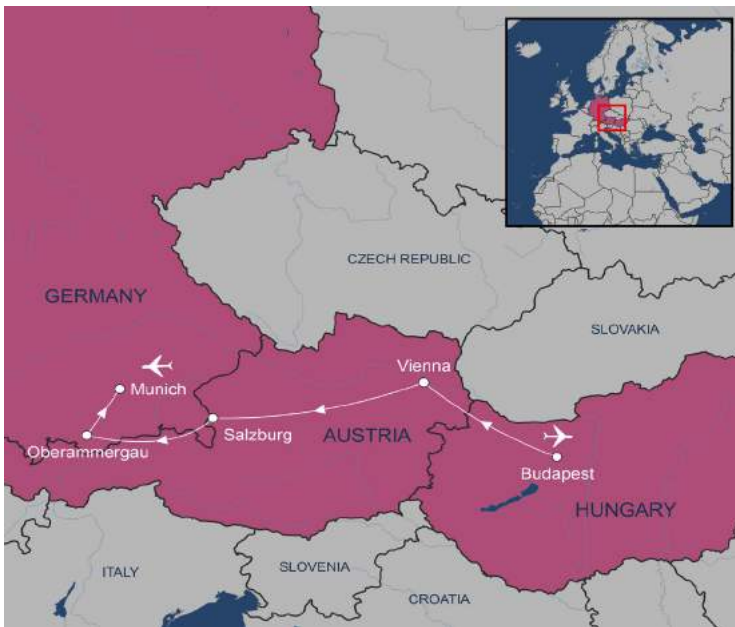 CZECH REPUBLIC
GERMANY
SLOVAKIA
Vienna
Munich
Salzburg
AUSTRIA
Oberammergau
Budapest
HUNGARY
ITALY
SLOVENIA
CROATIA